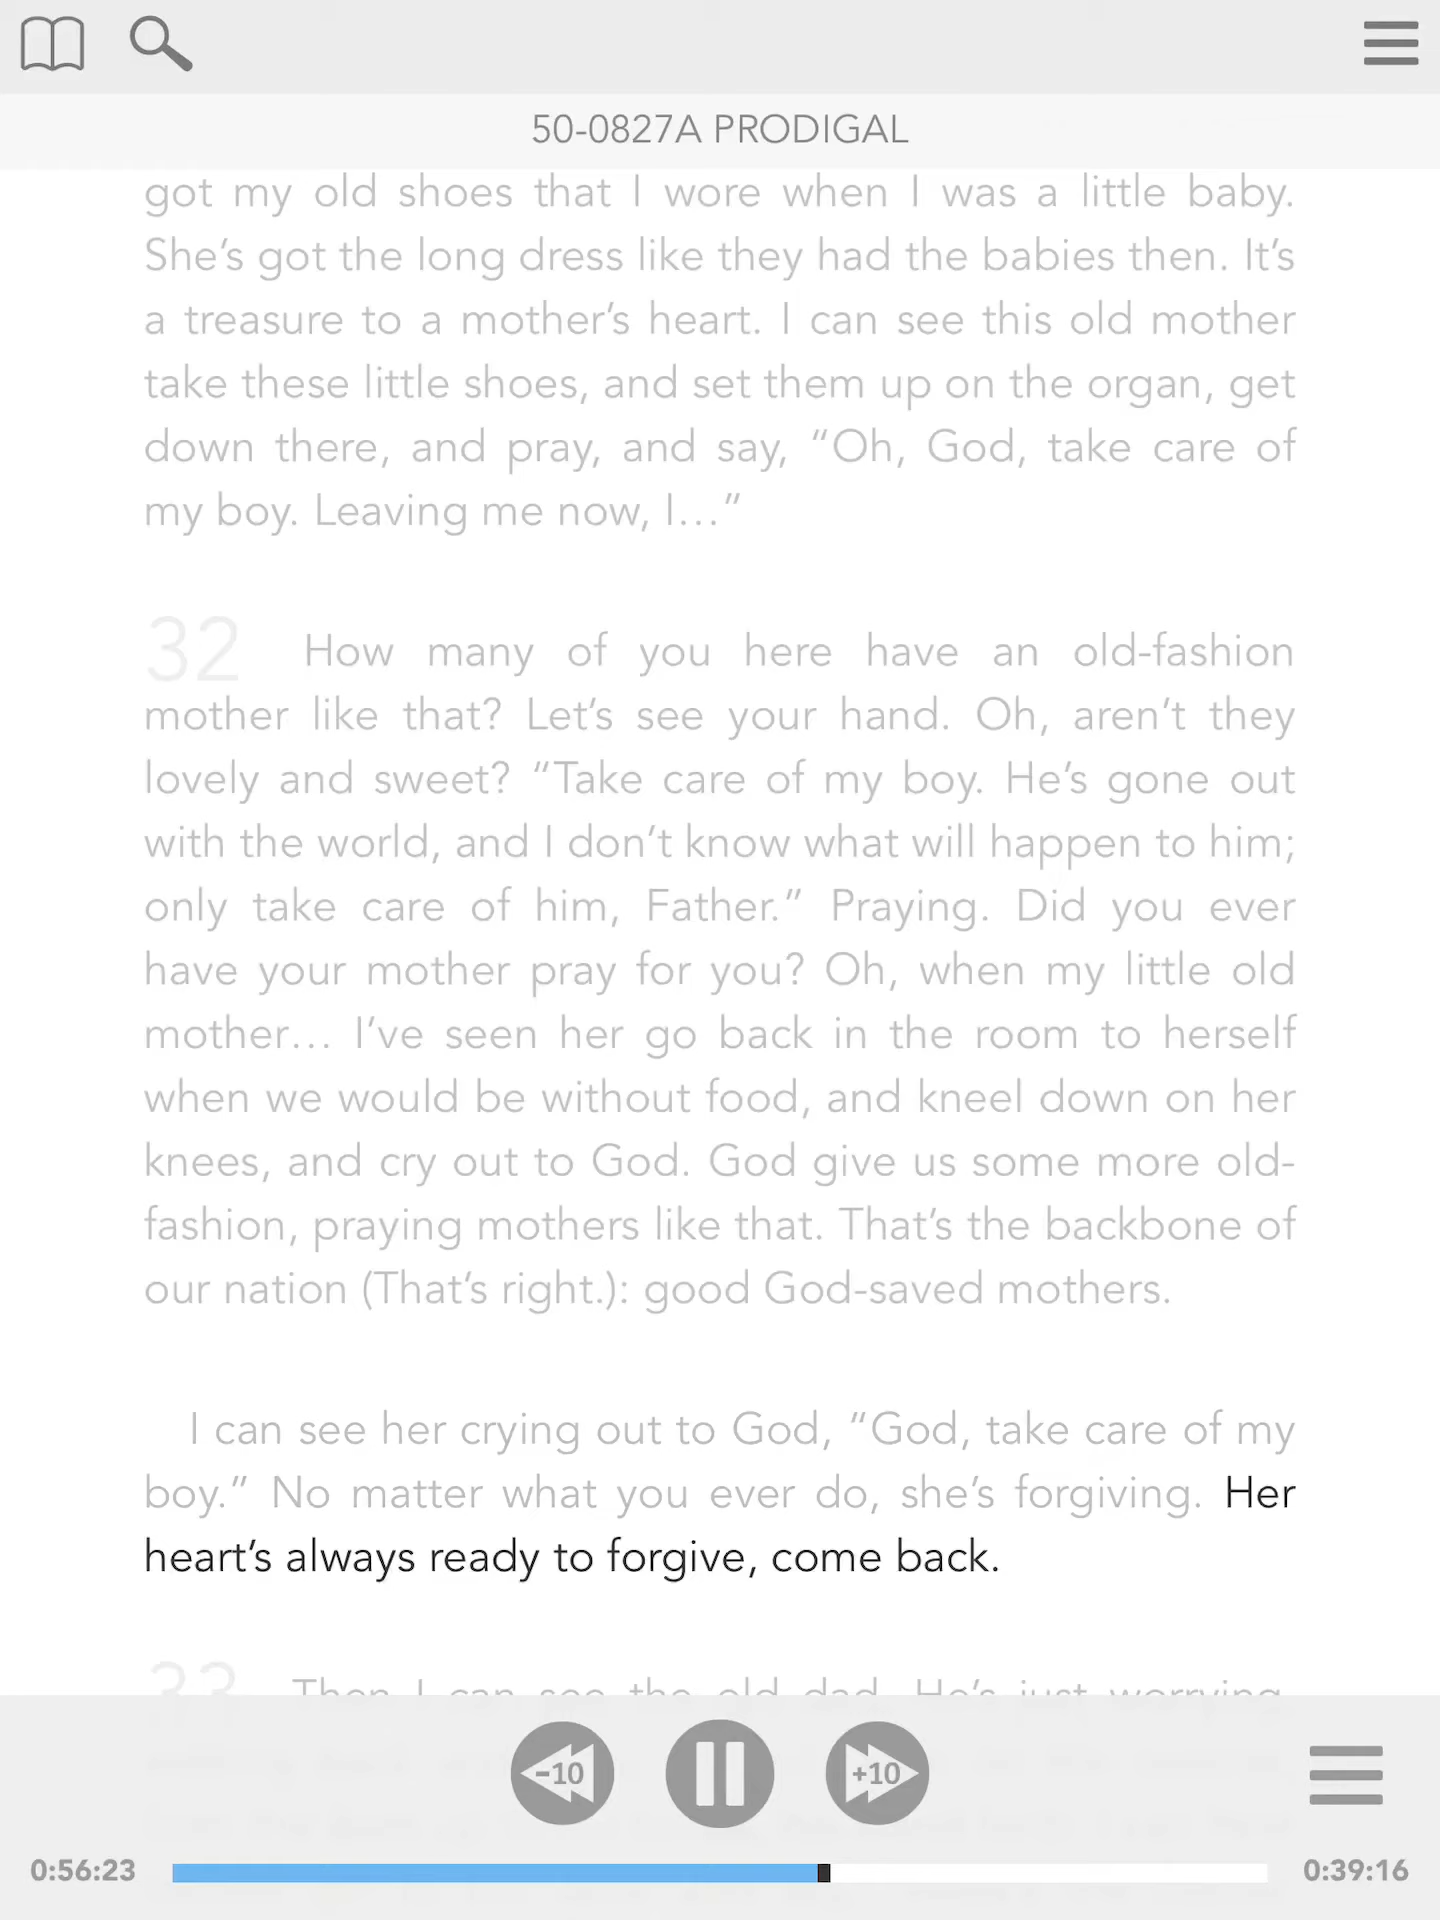 50-0827A PRODIGAL
got my old shoes that I wore when I was a little baby.
She’s got the long dress like they had the babies then. It’s
a treasure to a mother’s heart. I can see this old mother
take these little shoes, and set them up on the organ, get
down there, and pray, and say, “Oh, God, take care of
my boy. Leaving me now, I…”
32 How many of you here have an old-fashion
mother like that? Let’s see your hand. Oh, aren’t they
lovely and sweet? “Take care of my boy. He’s gone out
with the world, and I don’t know what will happen to him;
only take care of him, Father.” Praying. Did you ever
have your mother pray for you? Oh, when my little old
mother… I’ve seen her go back in the room to herself
when we would be without food, and kneel down on her
knees, and cry out to God. God give us some more old-
fashion, praying mothers like that. That’s the backbone of
our nation (That’s right.): good God-saved mothers.
I can see her crying out to God, “God, take care of my
boy.” No matter what you ever do, she’s forgiving. Her
heart’s always ready to forgive, come back.
33 Then I can see the old dad. He’s just worrying
-10 +10
0:56:23 0:39:16